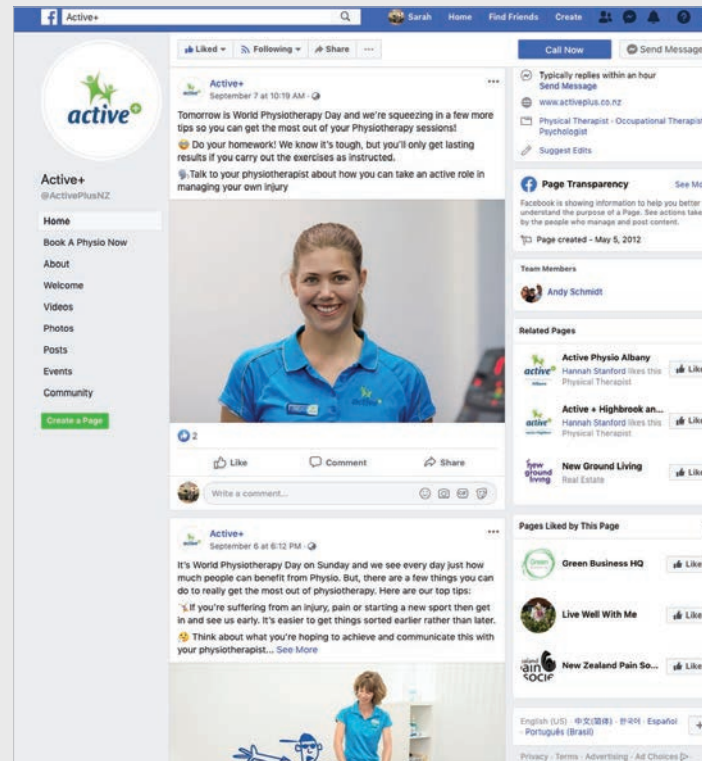 Active+
Sarah Home Find Friends Create
Liked Following Share
Call Now Send Message
active+
Active+
@ActivePlusNZ
Home
Book A Physio Now
About
Welcome
Videos
Photos
Posts
Events
Community
Create a Page
Active+
September 7 at 10:19 AM
Tomorrow is World Physiotherapy Day and we're squeezing in a few more
tips so you can get the most out of your Physiotherapy sessions!
Do your homework! We know it's tough, but you'll only get lasting
results if you carry out the exercises as instructed.
Talk to your physiotherapist about how you can take an active role in
managing your own injury
active+
2
Like Comment Share
Write a comment...
Active+
September 6 at 6:12 PM
It's World Physiotherapy Day on Sunday and we see every day just how
much people can benefit from Physio. But, there are a few things you can
do to really get the most out of physiotherapy. Here are our top tips:
If you're suffering from an injury, pain or starting a new sport then get
in and see us early. It's easier to get things sorted earlier rather than later.
Think about what you're hoping to achieve and communicate this with
your physiotherapist... See More
Typically replies within an hour
Send Message
www.activeplus.co.nz
Physical Therapist · Occupational Therapist
Psychologist
Suggest Edits
Page Transparency See Mo
Facebook is showing information to help you better
understand the purpose of a Page. See actions take
by the people who manage and post content.
Page created - May 5, 2012
Team Members
Andy Schmidt
Related Pages
active+
Active Physio Albany
Hannah Stanford likes this
Physical Therapist
Like
active+
Active + Highbrook an...
Hannah Stanford likes this
Physical Therapist
Like
new
ground
living
New Ground Living
Real Estate
Like
Pages Liked by This Page
Green
Green Business HQ
Like
Live Well With Me
Like
New Zealand Pain So...
Like
English (US) · 中文(简体) · 한국어 · Español
· Português (Brasil)
Privacy · Terms · Advertising · Ad Choices